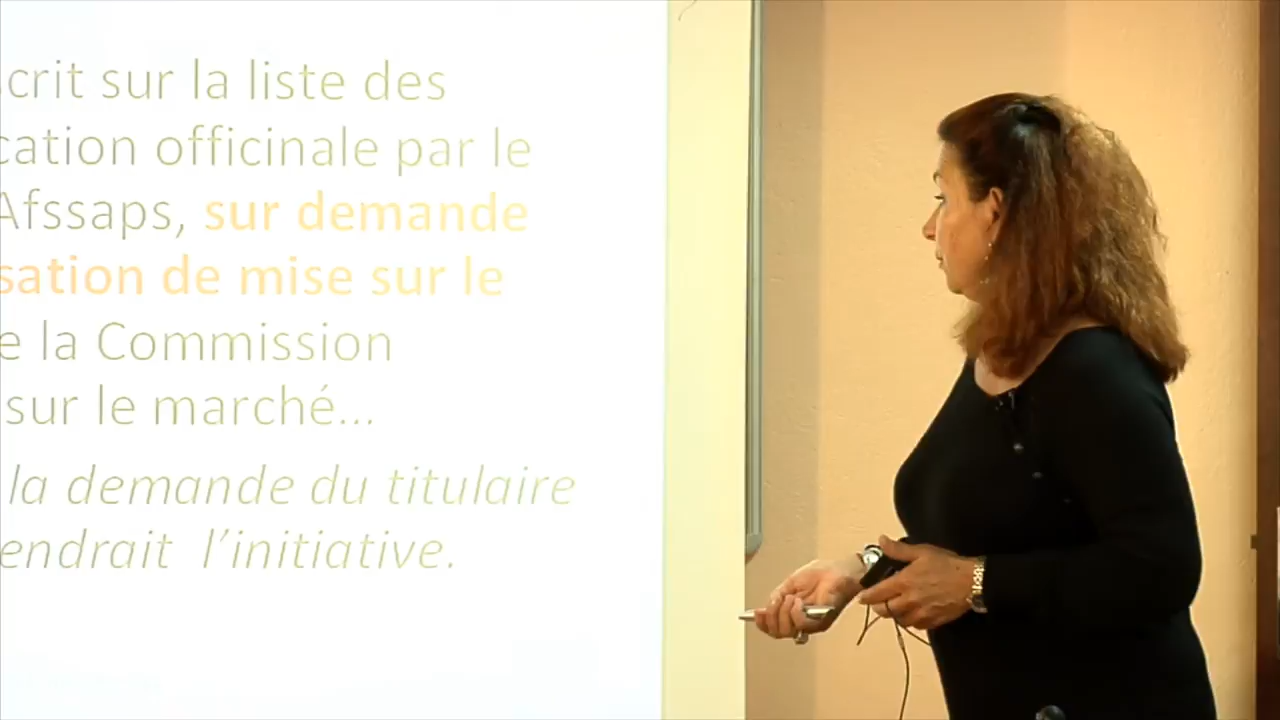 scrit sur la liste des
cation officinale par le
Afssaps, sur demande
sation de mise sur le
e la Commission
sur le marché...
la demande du titulaire
endrait l'initiative.